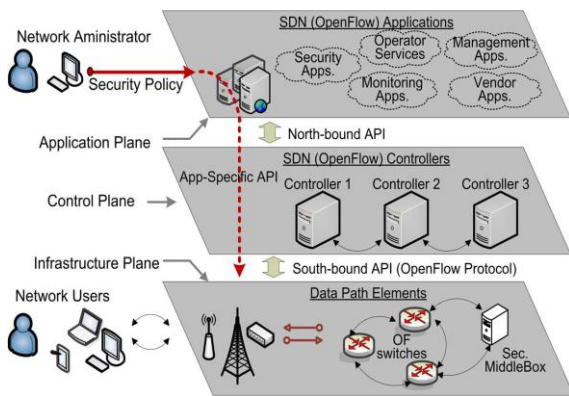 SDN (OpenFlow) Applications
Network Aministrator
Security Policy
Security
Apps.
Operator
Services
Management
Apps.
Monitoring
Apps.
Vendor
Apps.
Application Plane
North-bound API
SDN (OpenFlow) Controllers
App-Specific API
Controller 1
Controller 2
Controller 3
Control Plane
Infrastructure Plane
South-bound API (OpenFlow Protocol)
Network Users
Data Path Elements
OF
switches
Sec.
MiddleBox